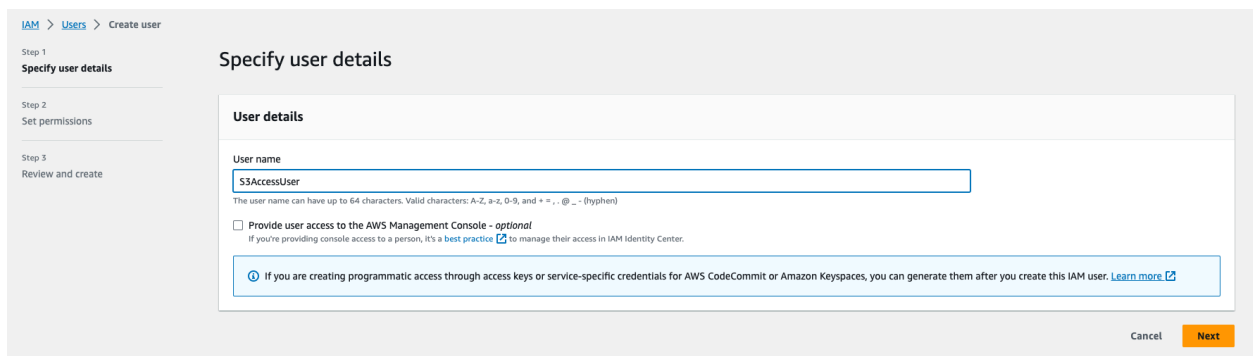 IAM > Users > Create user
Step 1
Specify user details
Step 2
Set permissions
Step 3
Review and create
Specify user details
User details
User name
S3AccessUser
The user name can have up to 64 characters. Valid characters: A-Z, a-z, 0-9, and + = , . @ _ - (hyphen)
Provide user access to the AWS Management Console - optional
If you're providing console access to a person, it's a best practice to manage their access in IAM Identity Center.
If you are creating programmatic access through access keys or service-specific credentials for AWS CodeCommit or Amazon Keyspaces, you can generate them after you create this IAM user. Learn more
Cancel
Next